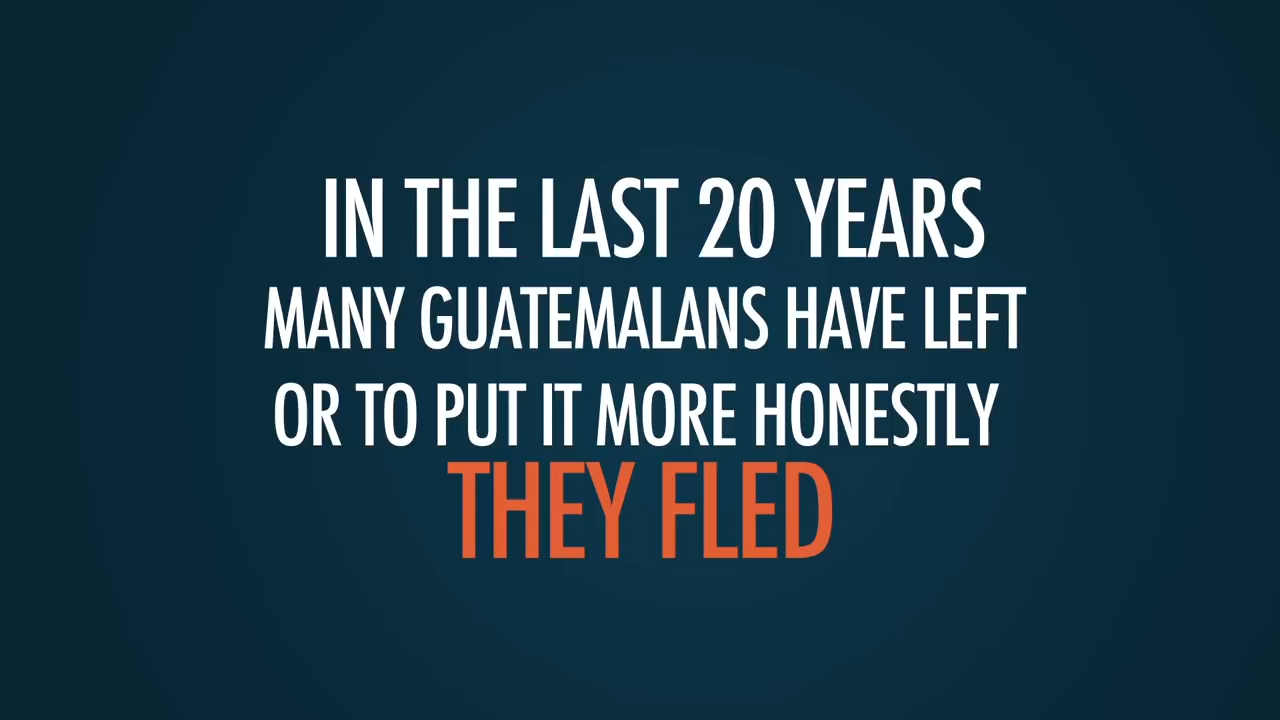 IN THE LAST 20 YEARS
MANY GUATEMALANS HAVE LEFT
OR TO PUT IT MORE HONESTLY
THEY FLED